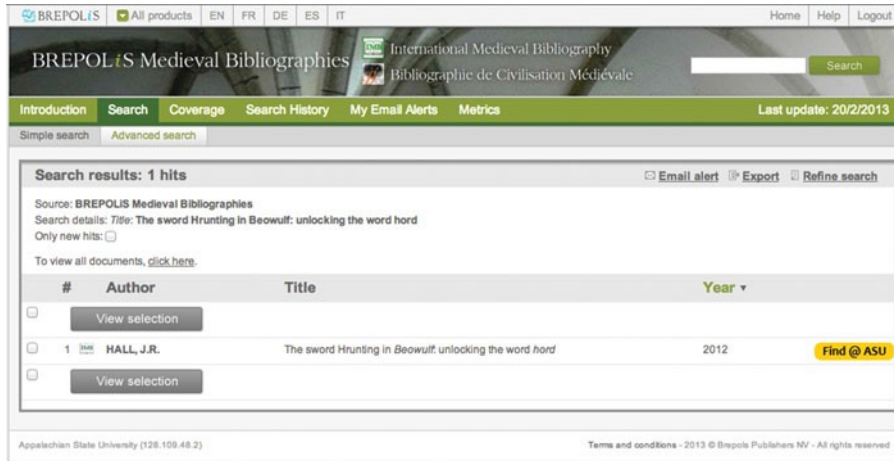 BREPOLiS All products EN FR DE ES IT Home Help Logout
BREPOLiS Medieval Bibliographies
International Medieval Bibliography
Bibliographie de Civilisation Médiévale
Search
Introduction Search Coverage Search History My Email Alerts Metrics Last update: 20/2/2013
Simple search Advanced search
Search results: 1 hits Email alert Export Refine search
Source: BREPOLiS Medieval Bibliographies
Search details: Title: The sword Hrunting in Beowulf: unlocking the word hord
Only new hits:
To view all documents, click here.
# Author Title Year
View selection
1 HALL, J.R. The sword Hrunting in Beowulf: unlocking the word hord 2012 Find @ ASU
View selection
Appalachian State University (128.109.48.2) Terms and conditions - 2013 © Brepols Publishers NV - All rights reserved